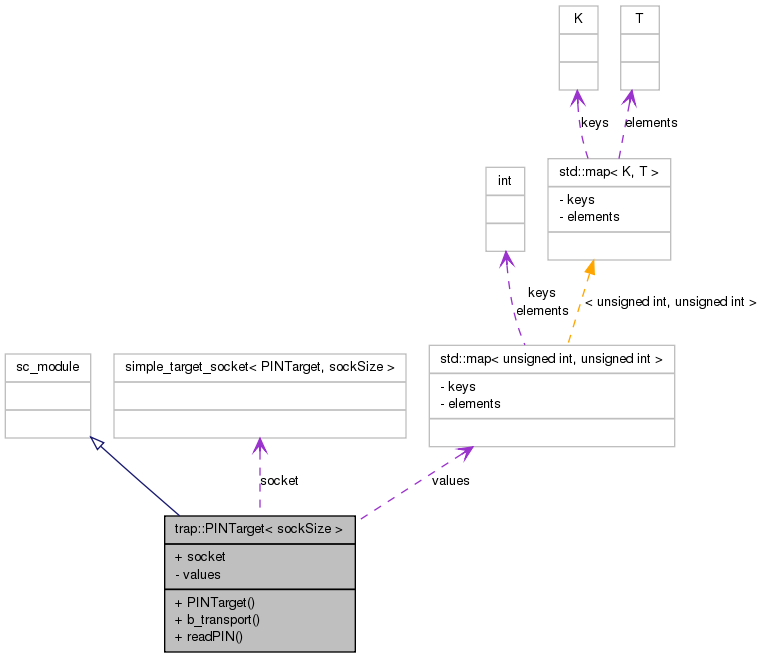 K
T
keys
elements
std::map< K, T >
- keys
- elements
int
keys
elements
< unsigned int, unsigned int >
sc_module
simple_target_socket< PINTarget, sockSize >
std::map< unsigned int, unsigned int >
- keys
- elements
socket
values
trap::PINTarget< sockSize >
+ socket
- values
+ PINTarget()
+ b_transport()
+ readPIN()